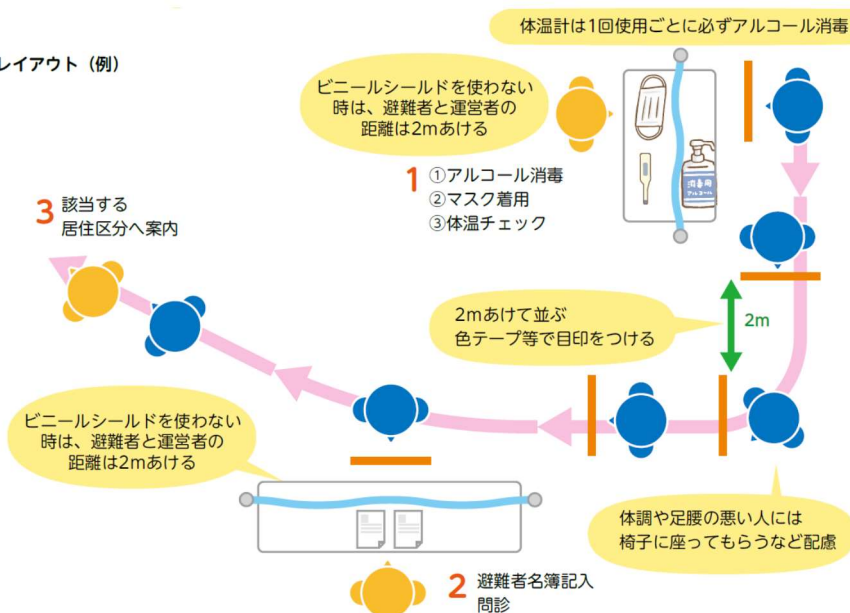 レイアウト（例）
体温計は1回使用ごとに必ずアルコール消毒
ビニールシールドを使わない
時は、避難者と運営者の
距離は2mあける
1 ①アルコール消毒
②マスク着用
③体温チェック
消毒用
アルコール
3 該当する
居住区分へ案内
2mあけて並ぶ
色テープ等で目印をつける
2m
ビニールシールドを使わない
時は、避難者と運営者の
距離は2mあける
体調や足腰の悪い人には
椅子に座ってもらうなど配慮
2 避難者名簿記入
問診